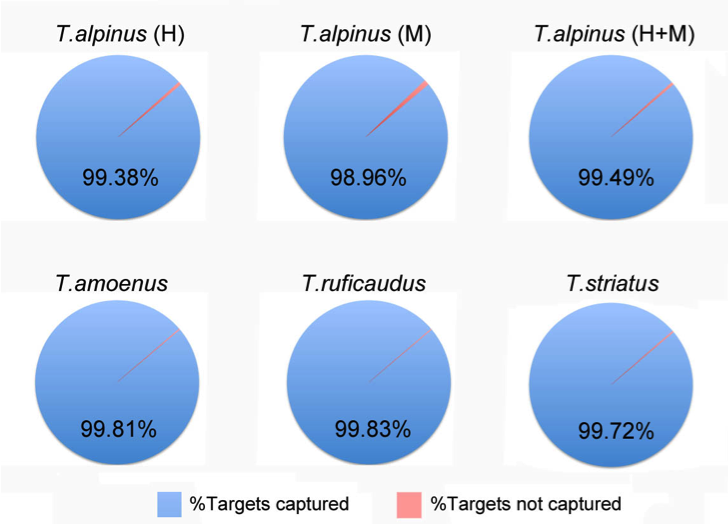 T.alpinus (H) T.alpinus (M) T.alpinus (H+M)
99.38% 98.96% 99.49%
T.amoenus T.ruficaudus T.striatus
99.81% 99.83% 99.72%
%Targets captured %Targets not captured